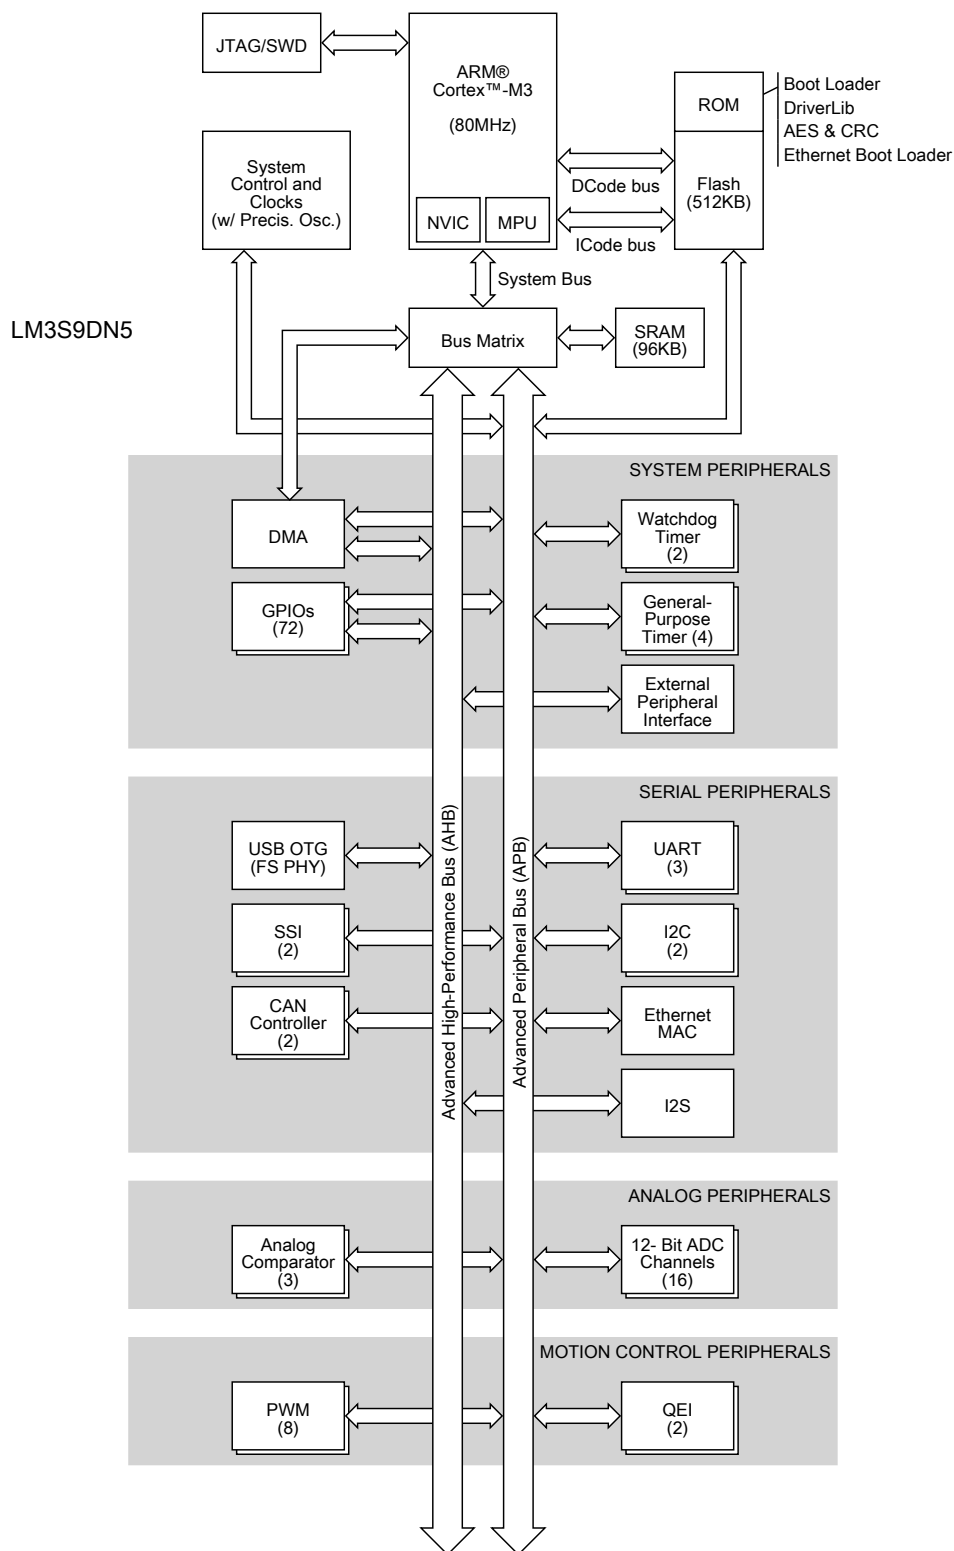 JTAG/SWD
ARM®
Cortex™-M3
(80MHz)
NVIC
MPU
ROM
Flash
(512KB)
Boot Loader
DriverLib
AES & CRC
Ethernet Boot Loader
System
Control and
Clocks
(w/ Precis. Osc.)
DCode bus
ICode bus
System Bus
LM3S9DN5
Bus Matrix
SRAM
(96KB)
SYSTEM PERIPHERALS
DMA
Watchdog
Timer
(2)
GPIOs
(72)
General-
Purpose
Timer (4)
External
Peripheral
Interface
SERIAL PERIPHERALS
Advanced High-Performance Bus (AHB)
Advanced Peripheral Bus (APB)
USB OTG
(FS PHY)
UART
(3)
SSI
(2)
I2C
(2)
CAN
Controller
(2)
Ethernet
MAC
I2S
ANALOG PERIPHERALS
Analog
Comparator
(3)
12- Bit ADC
Channels
(16)
MOTION CONTROL PERIPHERALS
PWM
(8)
QEI
(2)